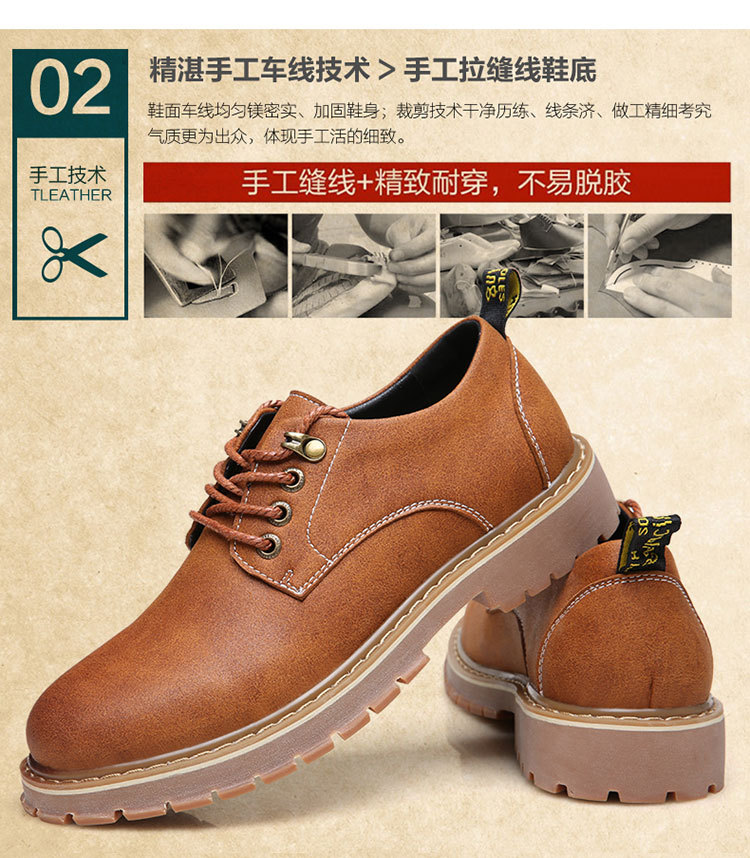 02
精湛手工车线技术 > 手工拉缝线鞋底
鞋面车线均匀镁密实、加固鞋身；裁剪技术干净历练、线条济、做工精细考究
气质更为出众，体现手工活的细致。
手工技术
TLEATHER
手工缝线+精致耐穿，不易脱胶